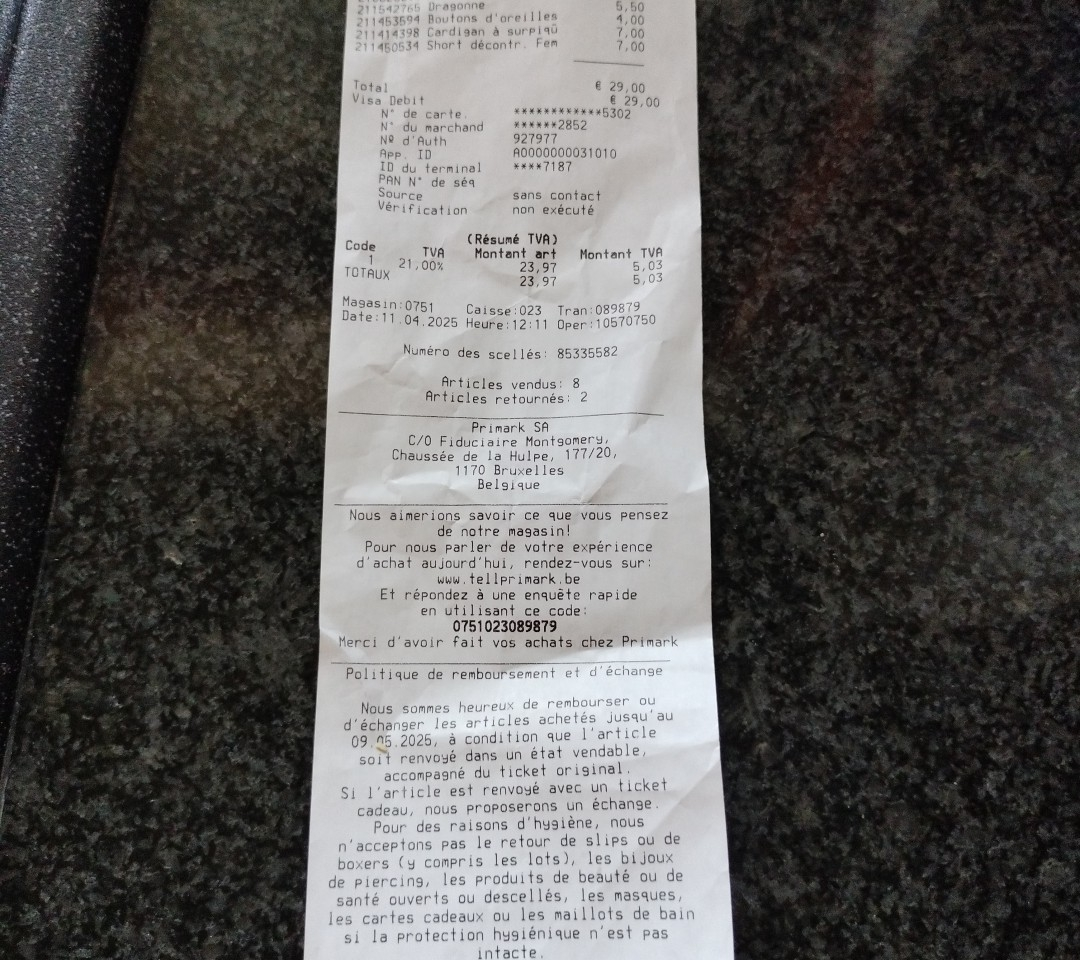 211542765 Dragonne 5,50
211453594 Boutons d'oreilles 4,00
211414398 Cardigan à surpiqû 7,00
211450534 Short décontr. Fem 7,00
Total € 29,00
Visa Debit € 29,00
N° de carte. ************5302
N° du marchand ******2852
Nº d'Auth 927977
App. ID A0000000031010
ID du terminal ****7187
PAN N° de séq
Source sans contact
Vérification non exécuté
(Résumé TVA)
Code TVA Montant art Montant TVA
1 21,00% 23,97 5,03
TOTAUX 23,97 5,03
Magasin:0751 Caisse:023 Tran:089879
Date:11.04.2025 Heure:12:11 Oper:10570750
Numéro des scellés: 85335582
Articles vendus: 8
Articles retournés: 2
Primark SA
C/O Fiduciaire Montgomery,
Chaussée de la Hulpe, 177/20,
1170 Bruxelles
Belgique
Nous aimerions savoir ce que vous pensez
de notre magasin!
Pour nous parler de votre expérience
d'achat aujourd'hui, rendez-vous sur:
www.tellprimark.be
Et répondez à une enquête rapide
en utilisant ce code:
0751023089879
Merci d'avoir fait vos achats chez Primark
Politique de remboursement et d'échange
Nous sommes heureux de rembourser ou
d'échanger les articles achetés jusqu'au
09.05.2025, à condition que l'article
soit renvoyé dans un état vendable,
accompagné du ticket original.
Si l'article est renvoyé avec un ticket
cadeau, nous proposerons un échange.
Pour des raisons d'hygiène, nous
n'acceptons pas le retour de slips ou de
boxers (y compris les lots), les bijoux
de piercing, les produits de beauté ou de
santé ouverts ou descellés, les masques,
les cartes cadeaux ou les maillots de bain
si la protection hygiénique n'est pas
intacte.